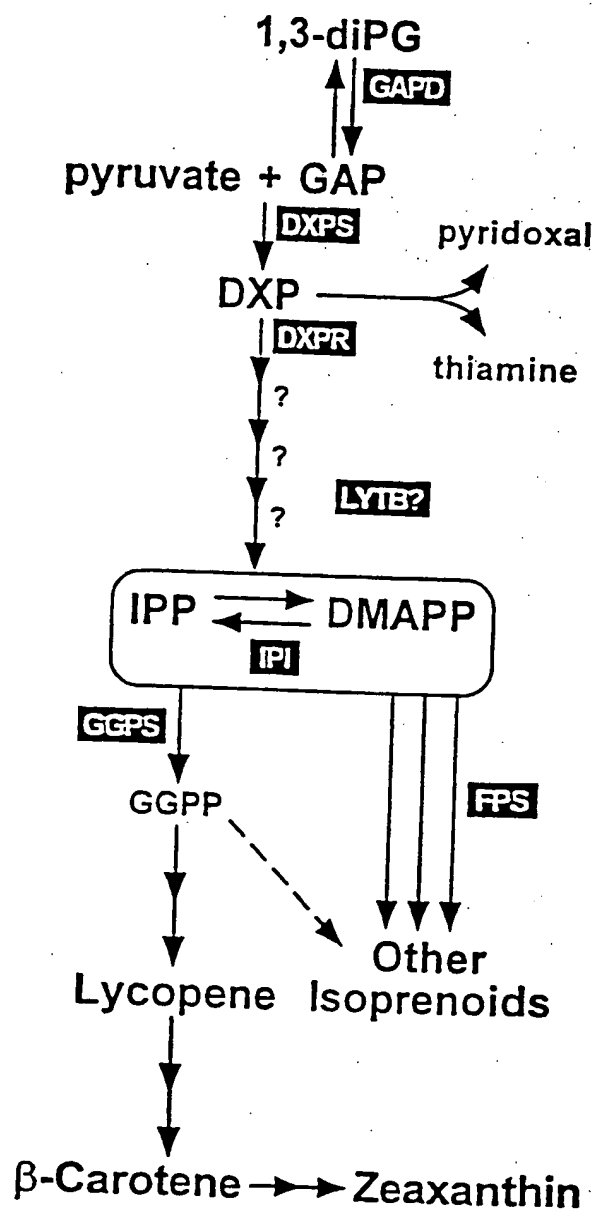 1,3-diPG
GAPD
pyruvate + GAP
DXPS
pyridoxal
DXP
DXPR
thiamine
?
?
LYTB?
?
IPP
DMAPP
IPI
GGPS
GGPP
FPS
Other
Lycopene
Isoprenoids
β-Carotene
Zeaxanthin